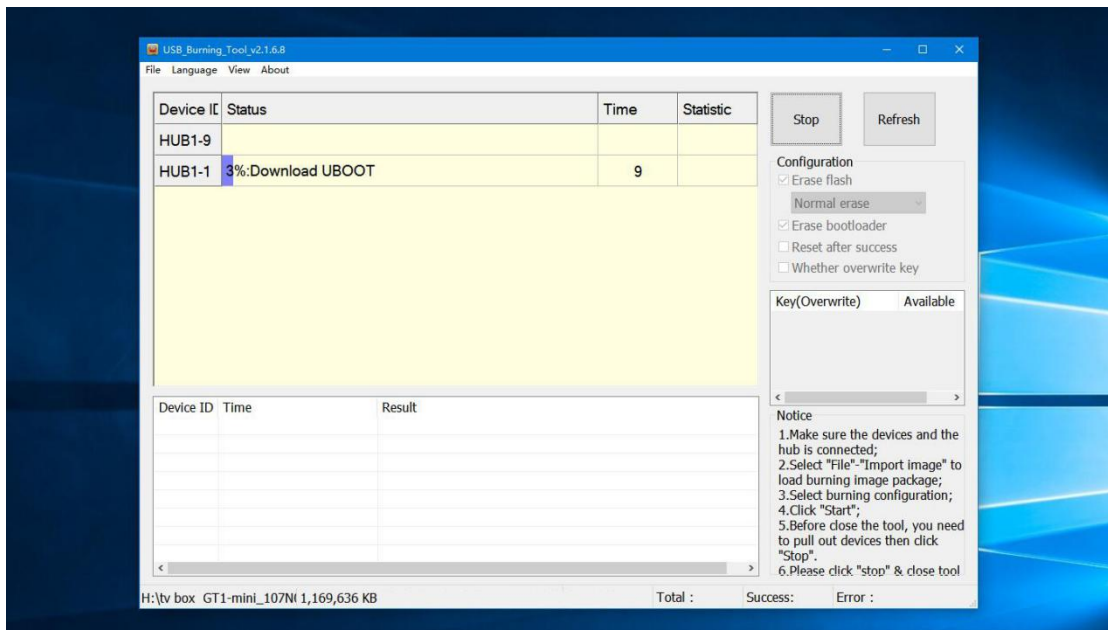 USB_Burning_Tool_v2.1.6.8
File Language View About
Device ID Status Time Statistic
HUB1-9
HUB1-1 3%:Download UBOOT 9
Stop Refresh
Configuration
Erase flash
Normal erase
Erase bootloader
Reset after success
Whether overwrite key
Key(Overwrite) Available
Device ID Time Result
Notice
1.Make sure the devices and the
hub is connected;
2.Select "File"-"Import image" to
load burning image package;
3.Select burning configuration;
4.Click "Start";
5.Before close the tool, you need
to pull out devices then click
"Stop".
6.Please click "stop" & close tool
H:\tv box GT1-mini_107N( 1,169,636 KB Total : Success: Error :